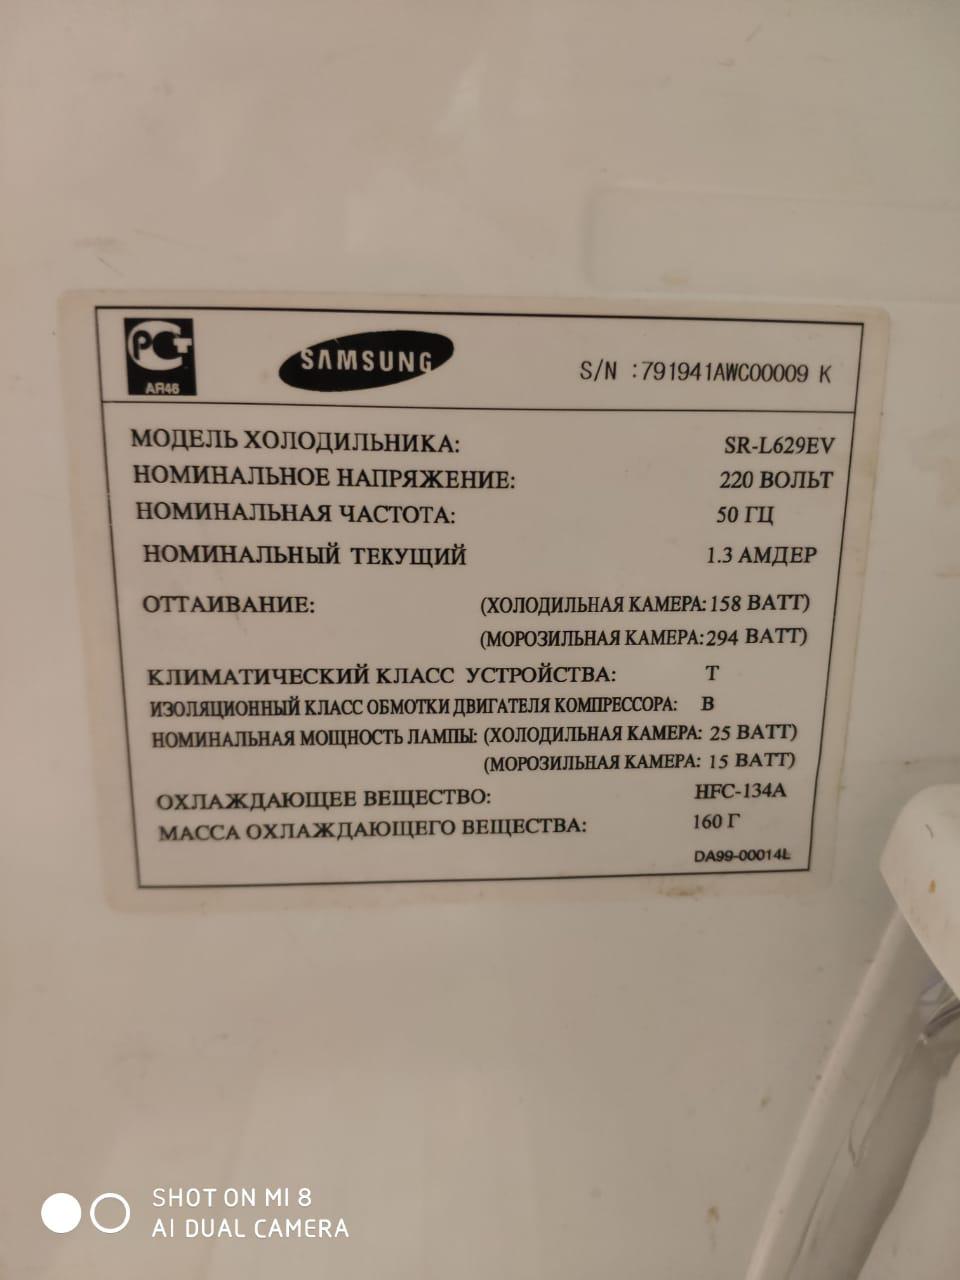 РСТ
АЯ46
SAMSUNG
S/N :791941AWC00009 K
МОДЕЛЬ ХОЛОДИЛЬНИКА: SR-L629EV
НОМИНАЛЬНОЕ НАПРЯЖЕНИЕ: 220 ВОЛЬТ
НОМИНАЛЬНАЯ ЧАСТОТА: 50 ГЦ
НОМИНАЛЬНЫЙ ТЕКУЩИЙ 1.3 АМДЕР
ОТТАИВАНИЕ: (ХОЛОДИЛЬНАЯ КАМЕРА: 158 ВАТТ)
(МОРОЗИЛЬНАЯ КАМЕРА: 294 ВАТТ)
КЛИМАТИЧЕСКИЙ КЛАСС УСТРОЙСТВА: T
ИЗОЛЯЦИОННЫЙ КЛАСС ОБМОТКИ ДВИГАТЕЛЯ КОМПРЕССОРА: B
НОМИНАЛЬНАЯ МОЩНОСТЬ ЛАМПЫ: (ХОЛОДИЛЬНАЯ КАМЕРА: 25 ВАТТ)
(МОРОЗИЛЬНАЯ КАМЕРА: 15 ВАТТ)
ОХЛАЖДАЮЩЕЕ ВЕЩЕСТВО: HFC-134A
МАССА ОХЛАЖДАЮЩЕГО ВЕЩЕСТВА: 160 Г
DA99-00014L
SHOT ON MI 8
AI DUAL CAMERA